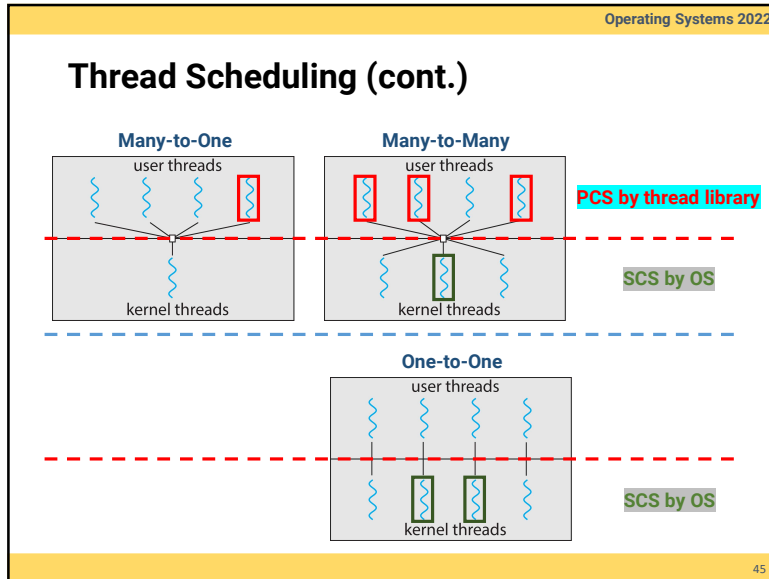 Operating Systems 2022
Thread Scheduling (cont.)
Many-to-One
Many-to-Many
user threads
user threads
PCS by thread library
SCS by OS
kernel threads
kernel threads
One-to-One
user threads
SCS by OS
kernel threads
45